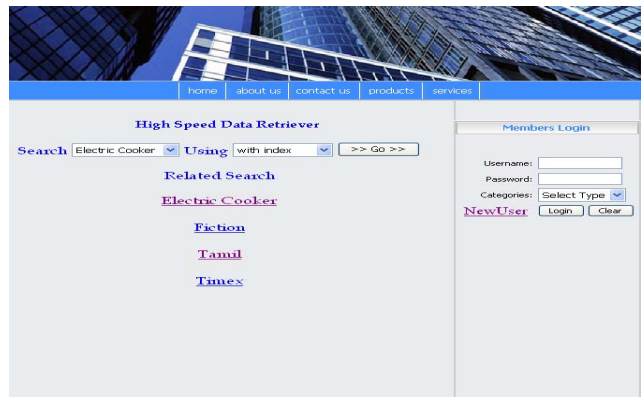 home about us contact us products services
High Speed Data Retriever
Search Electric Cooker Using with index >> Go >>
Related Search
Electric Cooker
Fiction
Tamil
Timex
Members Login
Username:
Password:
Categories: Select Type
NewUser Login Clear